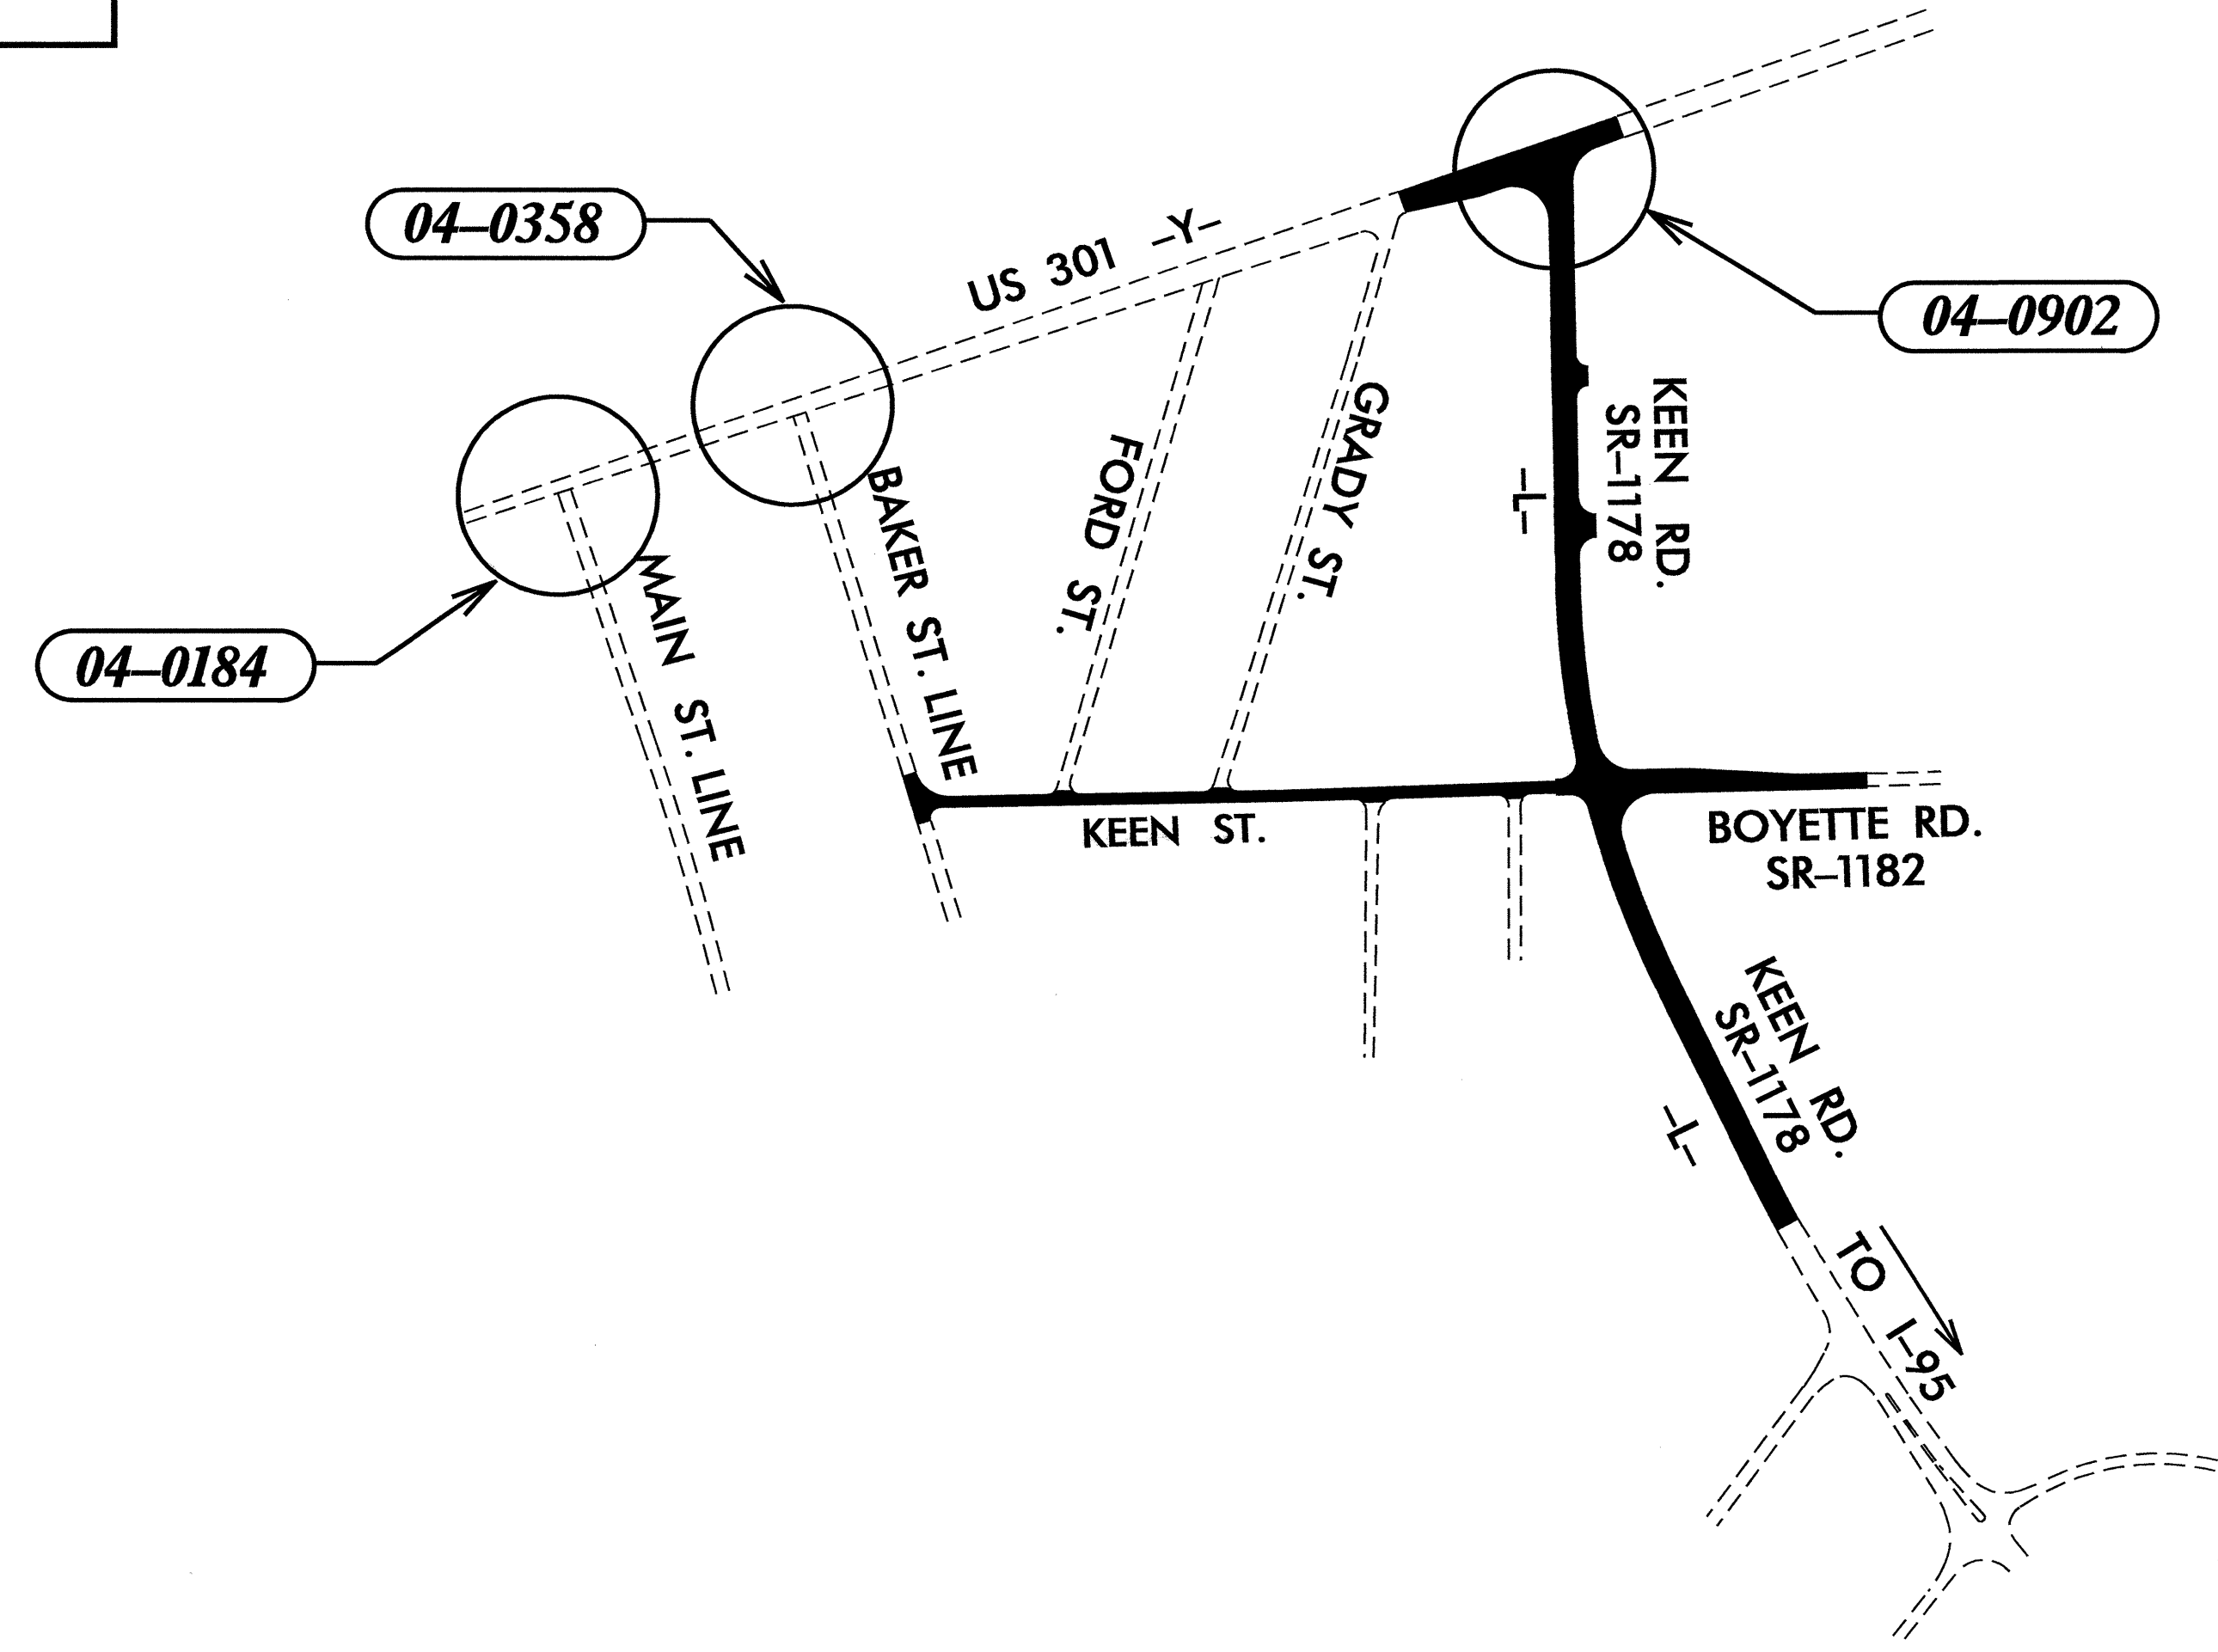 04-0358
US 301 -Y-
04-0902
04-0184
MAIN ST. LINE
BAKER ST. LINE
FORD ST.
GRADY ST.
-L-
KEEN RD.
SR-1178
KEEN ST.
BOYETTE RD.
SR-1182
KEEN RD.
SR-1178
-L-
TO I-95